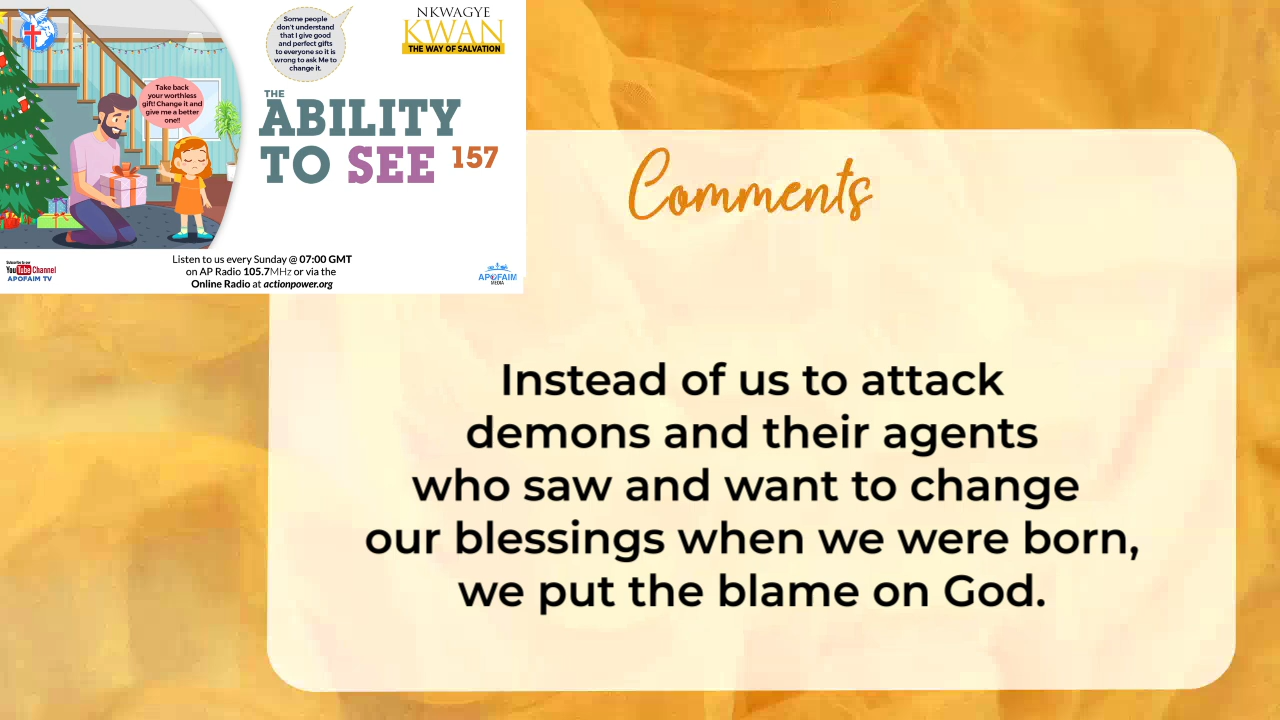 Some people
don't understand
that I give good
and perfect gifts
to everyone so it is
wrong to ask Me to
change it.
NKWAGYE
KWAN
THE WAY OF SALVATION
Take back
your worthless
gift! Change it and
give me a better
one!!
THE
ABILITY
TO SEE 157
Listen to us every Sunday @ 07:00 GMT
on AP Radio 105.7MHz or via the
Online Radio at actionpower.org
YouTube Channel
APOFAIM TV
APOFAIM
MEDIA
Comments
Instead of us to attack
demons and their agents
who saw and want to change
our blessings when we were born,
we put the blame on God.